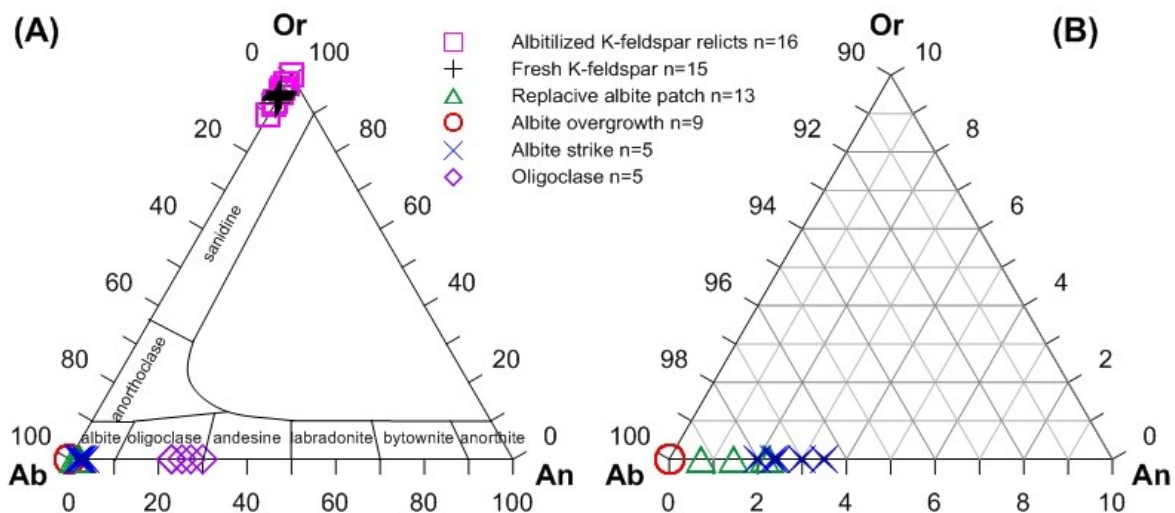 (A)
Or
0 100
20 80
40 60
60 40
80 20
100 0
Ab An
0 20 40 60 80 100
sanidine
anorthoclase
albite oligoclase andesine labradonite bytownite anorthite
Albitilized K-feldspar relicts n=16
Fresh K-feldspar n=15
Replacive albite patch n=13
Albite overgrowth n=9
Albite strike n=5
Oligoclase n=5
(B)
Or
90 10
92 8
94 6
96 4
98 2
100 0
Ab An
0 2 4 6 8 10